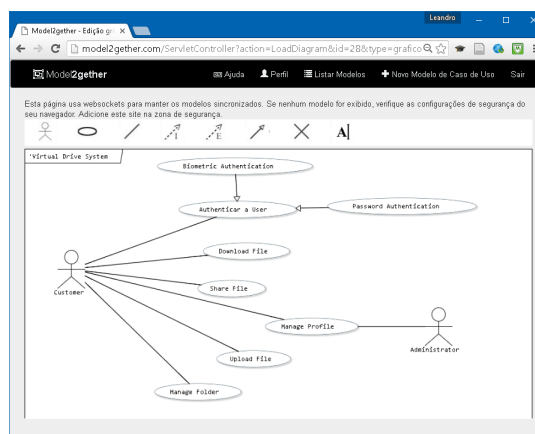 Leandro
Model2gether - Edição gr
model2gether.com/ServletController?action=LoadDiagram&id=28&type=grafico
Model2gether
Ajuda
Perfil
Listar Modelos
Novo Modelo de Caso de Uso
Sair
Esta página usa websockets para manter os modelos sincronizados. Se nenhum modelo for exibido, verifique as configurações de segurança do
seu navegador. Adicione este site na zona de segurança.
I
E
A
Virtual Drive System
Biometric Authentication
Authenticar a User
Password Authentication
Download File
Customer
Share File
Manage Profile
Administrator
Upload File
Manage Folder